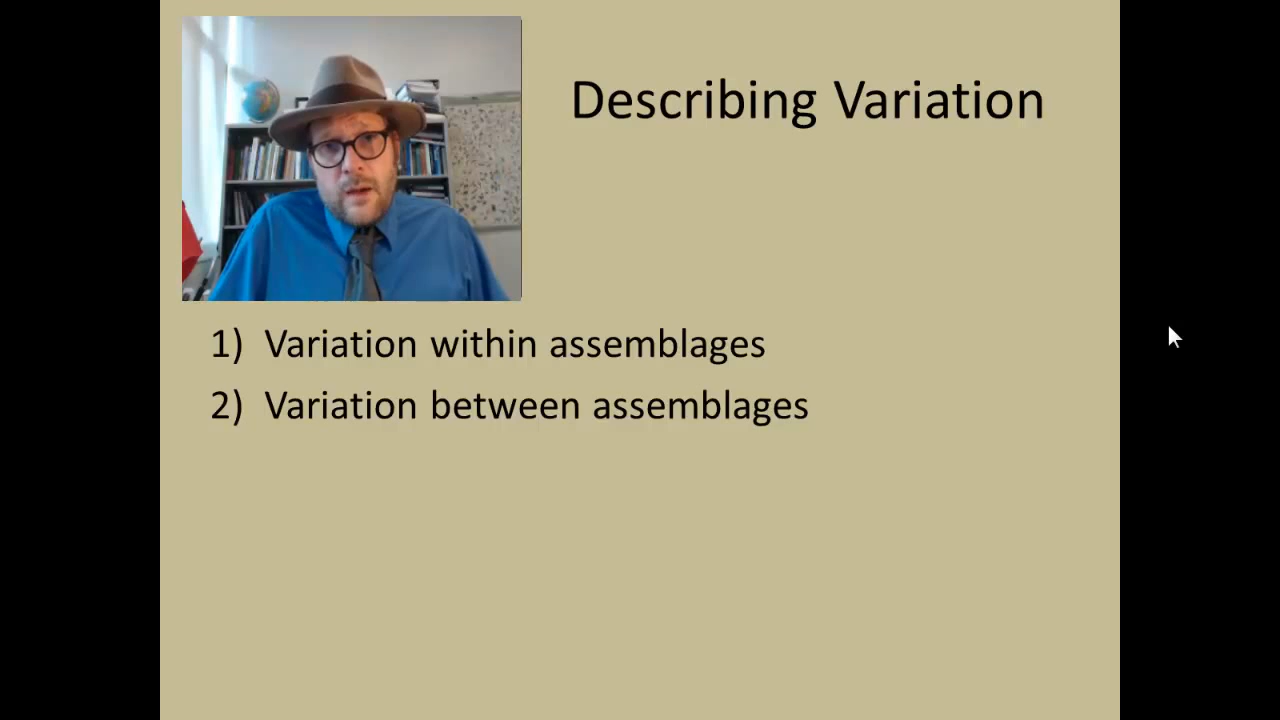 Describing Variation
1) Variation within assemblages
2) Variation between assemblages